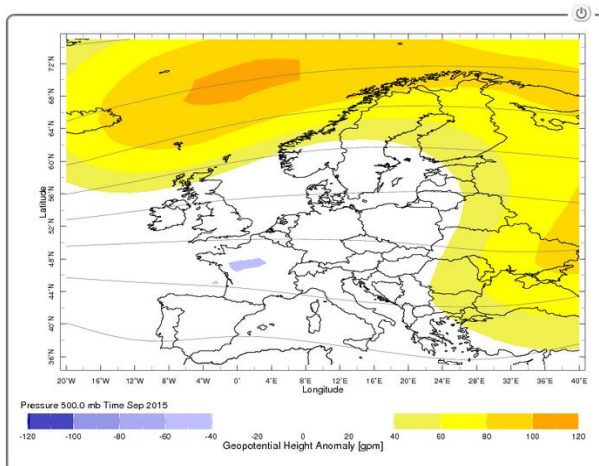 72°N
68°N
64°N
60°N
56°N
52°N
48°N
44°N
40°N
36°N
Latitude
20°W 16°W 12°W 8°W 4°W 0° 4°E 8°E 12°E 16°E 20°E 24°E 28°E 32°E 36°E 40°E
Longitude
Pressure 500.0 mb Time Sep 2015
-120 -100 -80 -60 -40 -20 0 20 40 60 80 100 120
Geopotential Height Anomaly [gpm]